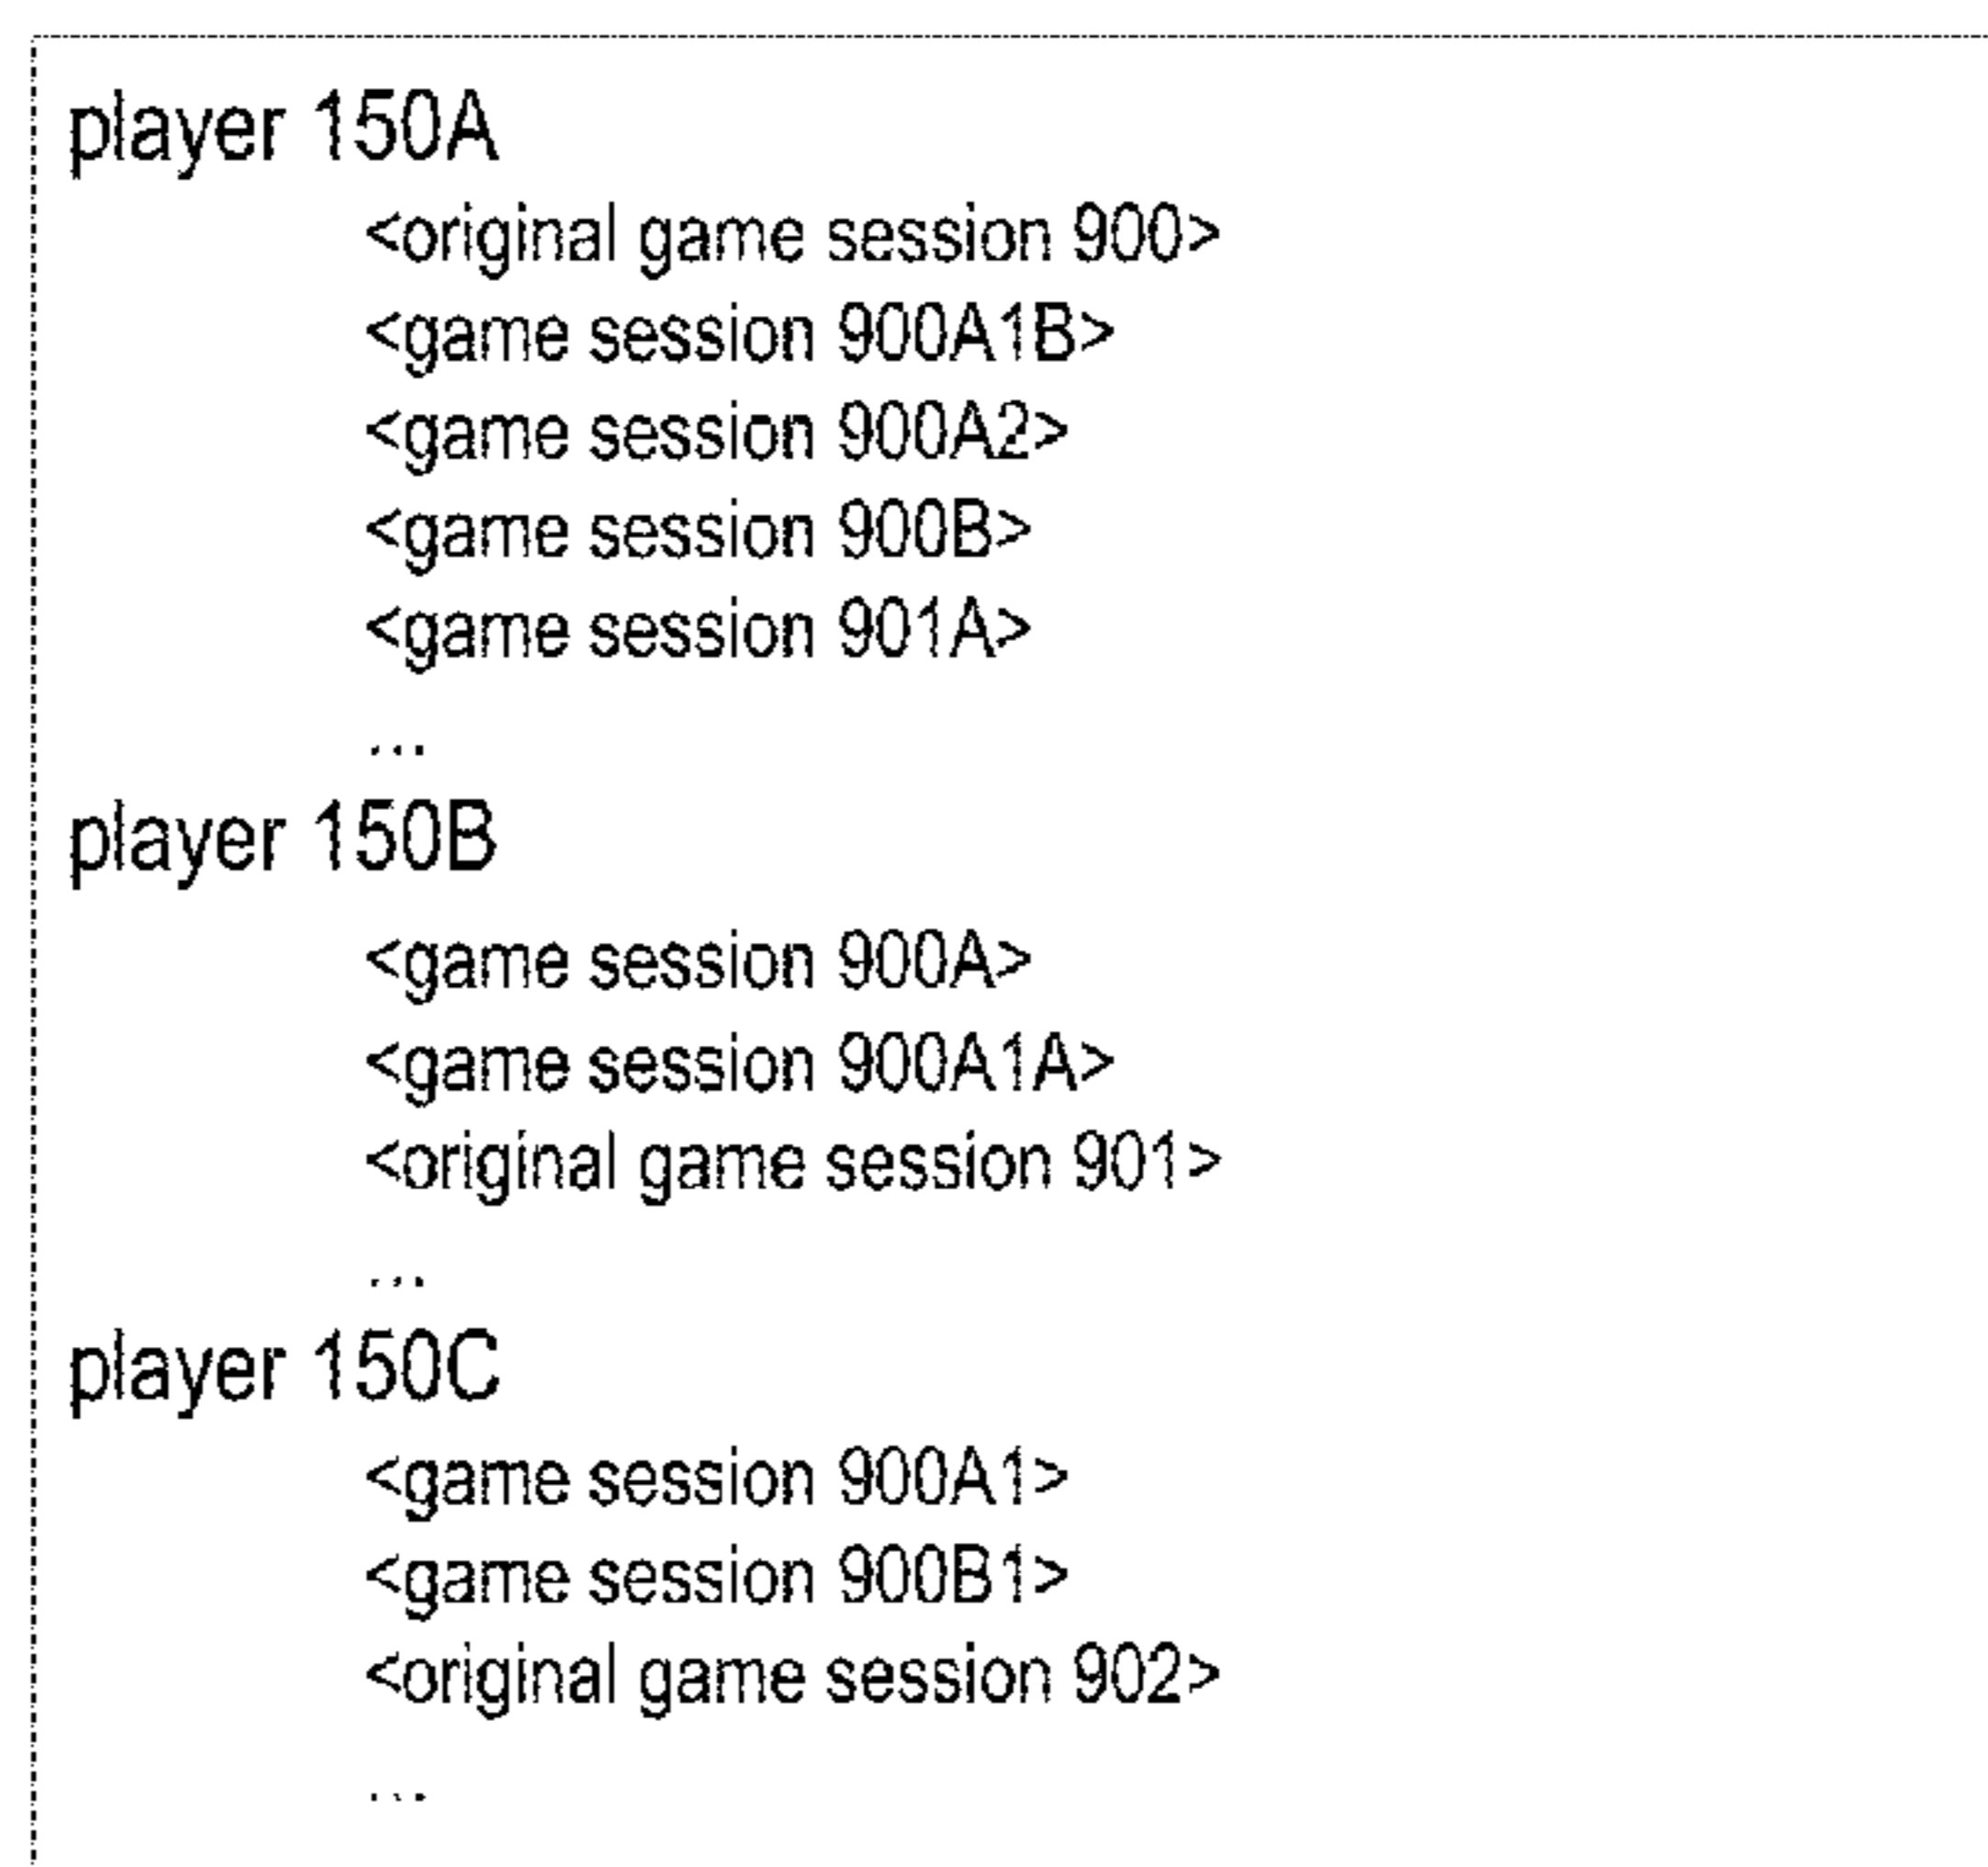 player 150A
<original game session 900>
<game session 900A1B>
<game session 900A2>
<game session 900B>
<game session 901A>
...
player 150B
<game session 900A>
<game session 900A1A>
<original game session 901>
...
player 150C
<game session 900A1>
<game session 900B1>
<original game session 902>
...